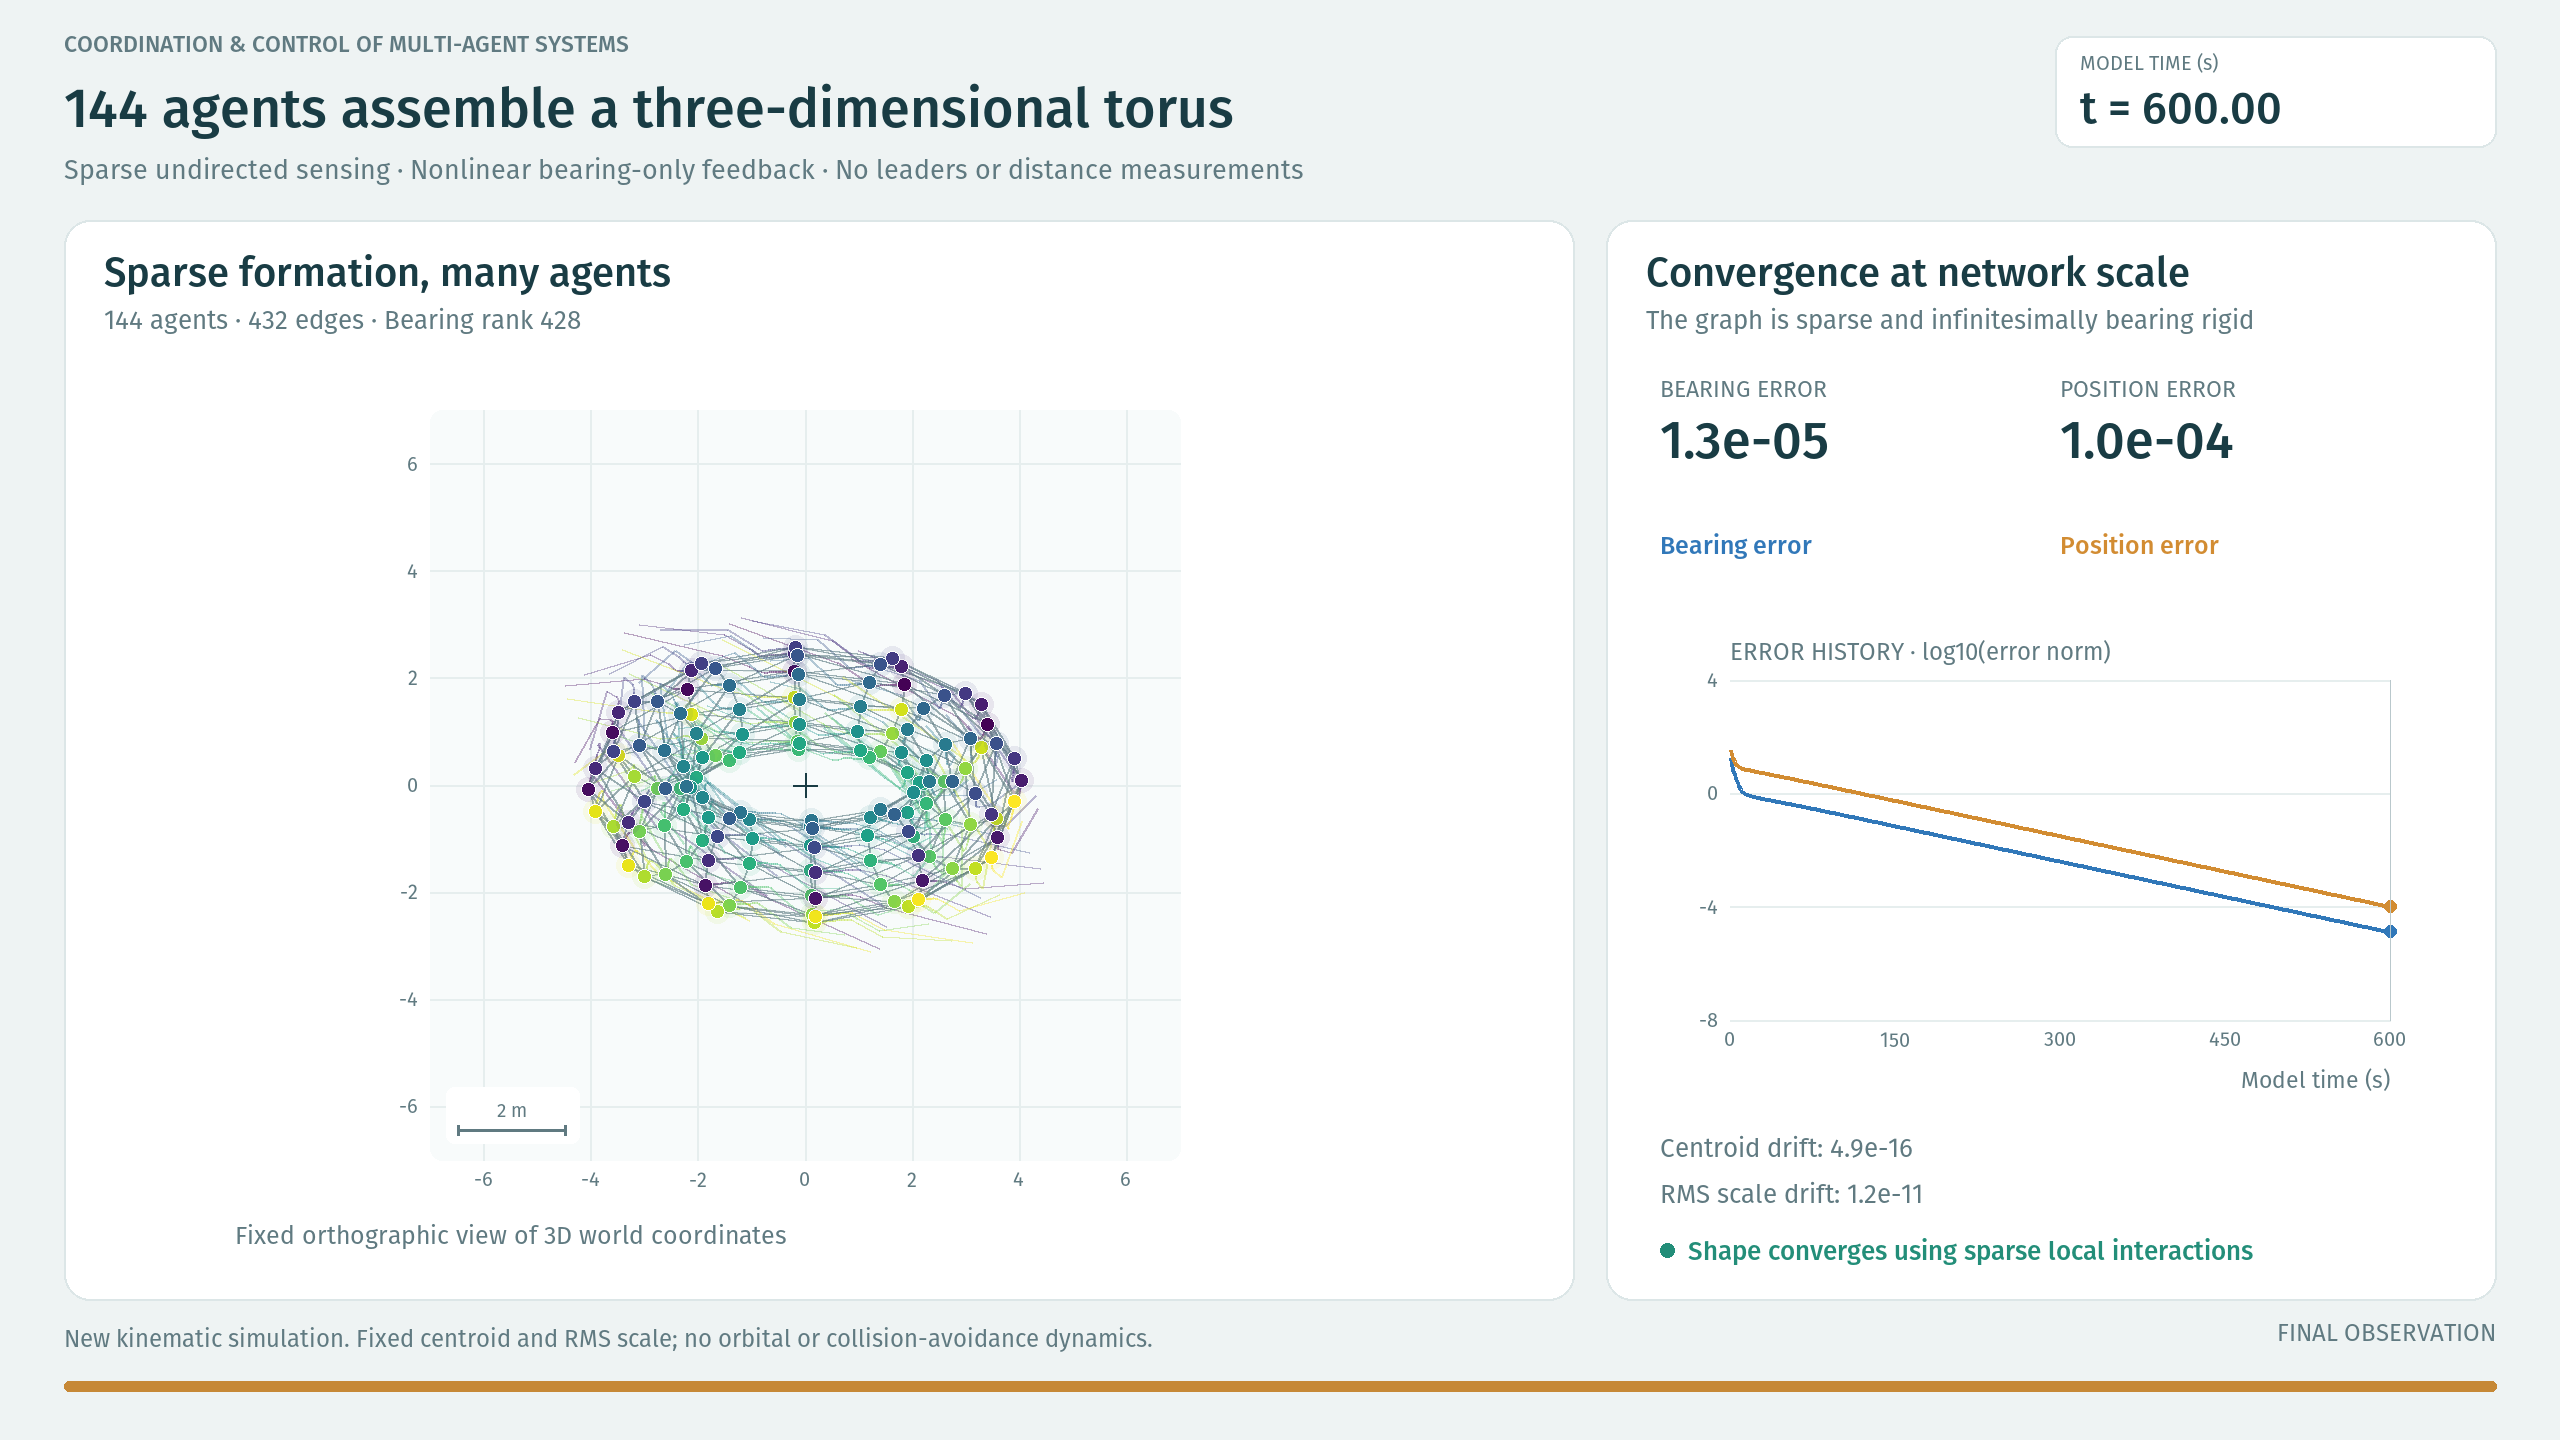 COORDINATION & CONTROL OF MULTI-AGENT SYSTEMS
144 agents assemble a three-dimensional torus
Sparse undirected sensing · Nonlinear bearing-only feedback · No leaders or distance measurements
MODEL TIME (s)
t = 600.00
Sparse formation, many agents
144 agents · 432 edges · Bearing rank 428
6
4
2
0
-2
-4
-6
2 m
-6 -4 -2 0 2 4 6
Fixed orthographic view of 3D world coordinates
Convergence at network scale
The graph is sparse and infinitesimally bearing rigid
BEARING ERROR POSITION ERROR
1.3e-05 1.0e-04
Bearing error Position error
ERROR HISTORY · log10(error norm)
4
0
-4
-8
0 150 300 450 600
Model time (s)
Centroid drift: 4.9e-16
RMS scale drift: 1.2e-11
Shape converges using sparse local interactions
New kinematic simulation. Fixed centroid and RMS scale; no orbital or collision-avoidance dynamics.
FINAL OBSERVATION